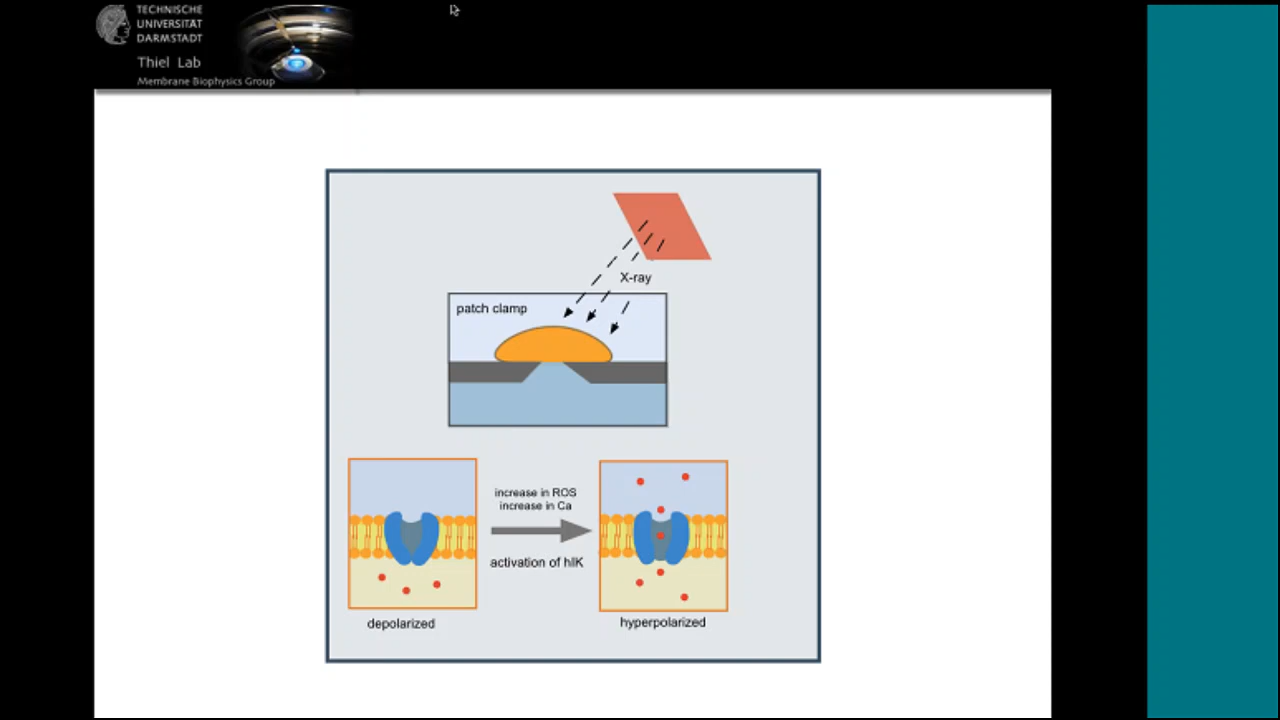 TECHNISCHE
UNIVERSITÄT
DARMSTADT
Thiel Lab
Membrane Biophysics Group
X-ray
patch clamp
increase in ROS
increase in Ca
activation of hIK
depolarized
hyperpolarized